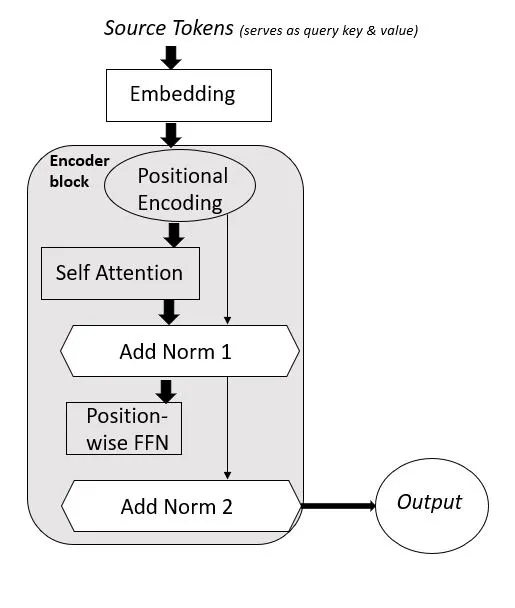 Source Tokens (serves as query key & value)
Embedding
Encoder
block
Positional
Encoding
Self Attention
Add Norm 1
Position-
wise FFN
Add Norm 2
Output